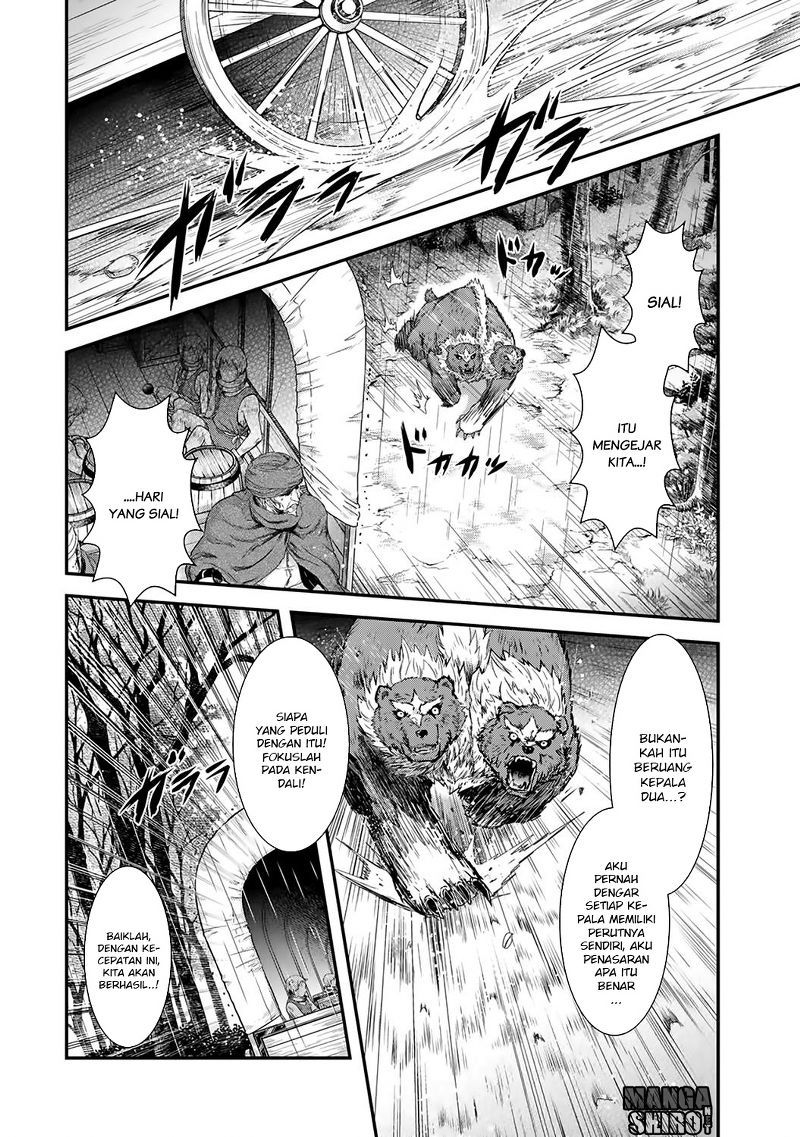 ガラ
ガラ
ドドッ
SIAL!
ITU
MENGEJAR
KITA...!
ドカカッ
....HARI
YANG SIAL!
BUKAN-
KAH ITU
BERUANG
KEPALA
DUA...?
AKU
PERNAH
DENGAR
SETIAP KE-
PALA MEMILIKI
PERUTNYA
SENDIRI, AKU
PENASARAN
APA ITU
BENAR
...
SIAPA
YANG PEDULI
DENGAN ITU!
FOKUSLAH
PADA KEN-
DALI!
ガラララ
BAIKLAH,
DENGAN KE-
CEPATAN INI,
KITA AKAN
BERHASIL..!
MANGA
SHIRO